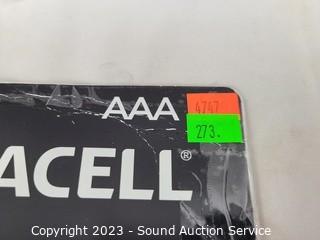 AAA
4747
273.
ACELL®
Copyright 2023 - Sound Auction Service